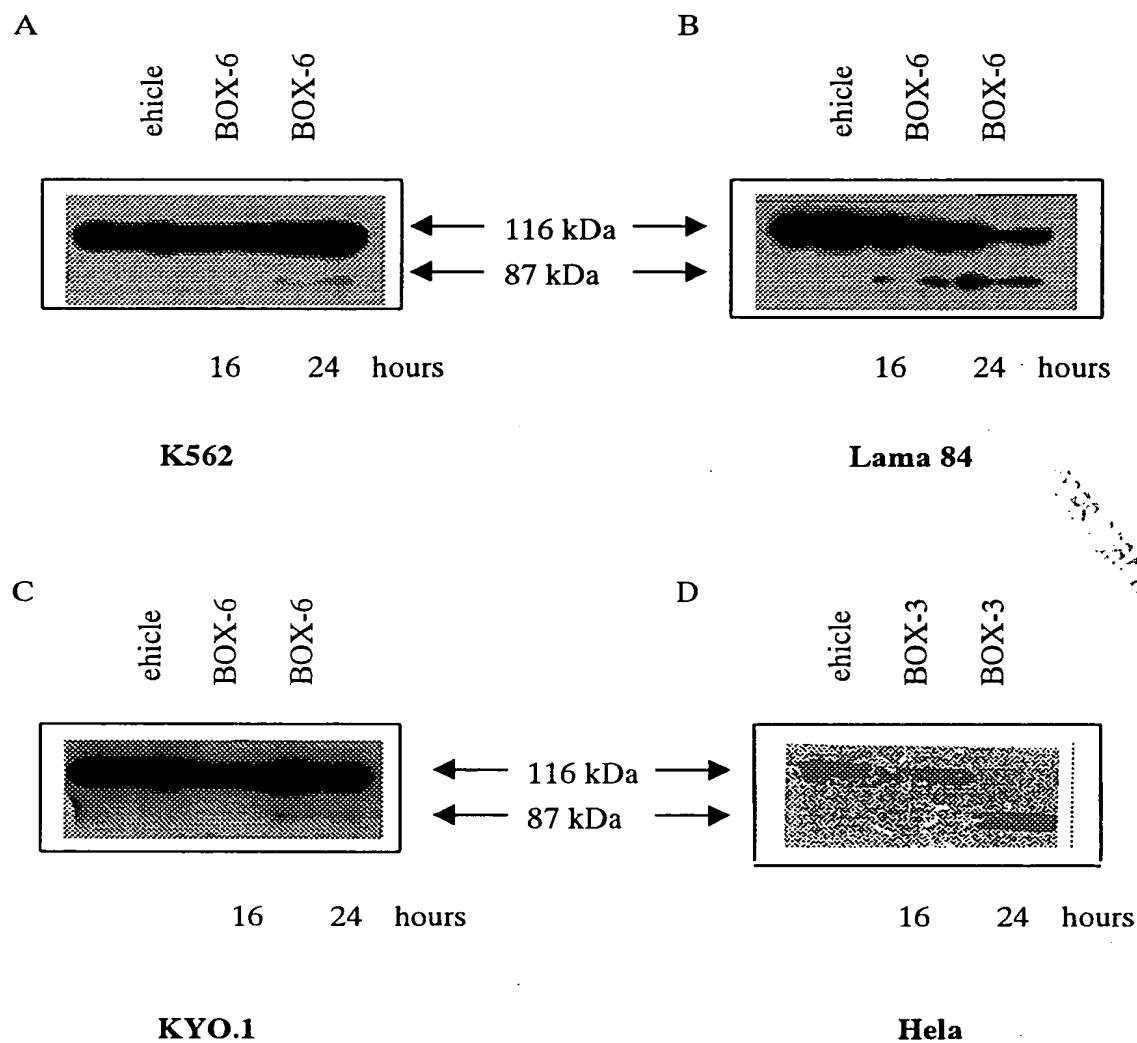 A
B
ehicle
BOX-6
BOX-6
ehicle
BOX-6
BOX-6
116 kDa
87 kDa
16 24 hours
16 24 hours
K562
Lama 84
C
D
ehicle
BOX-6
BOX-6
ehicle
BOX-3
BOX-3
116 kDa
87 kDa
16 24 hours
16 24 hours
KYO.1
Hela